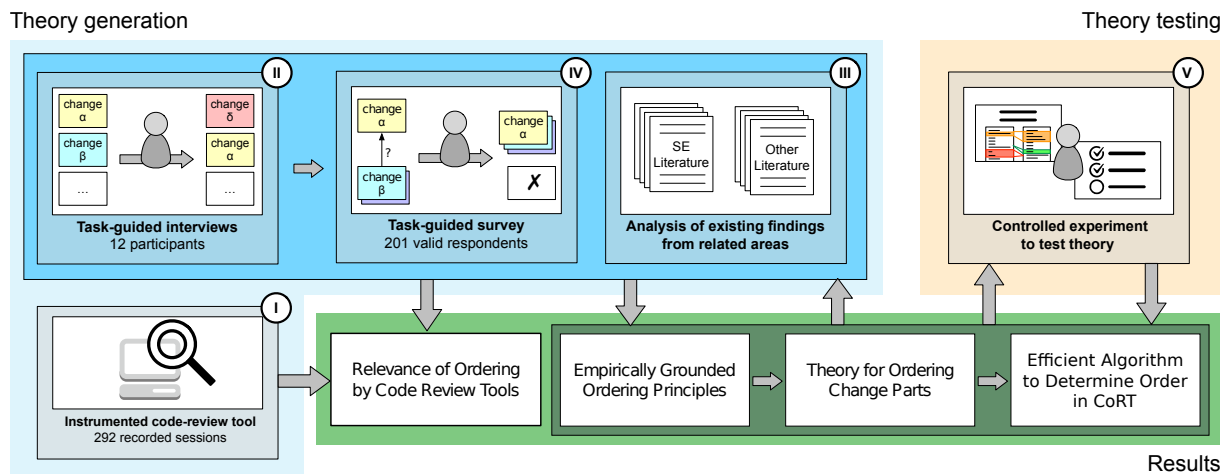 Theory generation
Theory testing
II
change
α
change
β
...
change
δ
change
α
...
Task-guided interviews
12 participants
IV
change
α
?
change
β
change
α
✗
Task-guided survey
201 valid respondents
III
SE
Literature
Other
Literature
Analysis of existing findings
from related areas
V
Controlled experiment
to test theory
I
Instrumented code-review tool
292 recorded sessions
Relevance of Ordering
by Code Review Tools
Empirically Grounded
Ordering Principles
Theory for Ordering
Change Parts
Efficient Algorithm
to Determine Order
in CoRT
Results